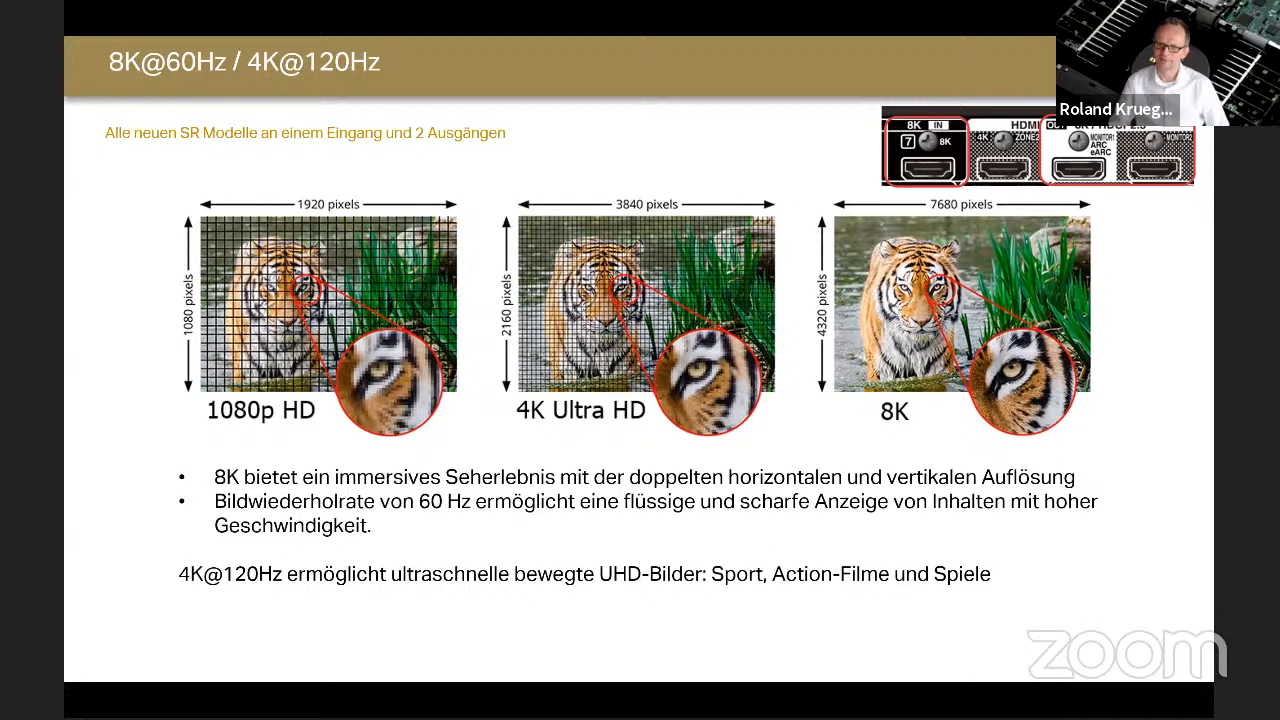 8K@60Hz / 4K@120Hz
Roland Krueg...
Alle neuen SR Modelle an einem Eingang und 2 Ausgängen
8K IN HDMI
7 8K 4K ZONE2 MONITOR1
ARC
eARC
1920 pixels 3840 pixels 7680 pixels
1080 pixels 2160 pixels 4320 pixels
1080p HD 4K Ultra HD 8K
• 8K bietet ein immersives Seherlebnis mit der doppelten horizontalen und vertikalen Auflösung
• Bildwiederholrate von 60 Hz ermöglicht eine flüssige und scharfe Anzeige von Inhalten mit hoher
Geschwindigkeit.
4K@120Hz ermöglicht ultraschnelle bewegte UHD-Bilder: Sport, Action-Filme und Spiele
zoom